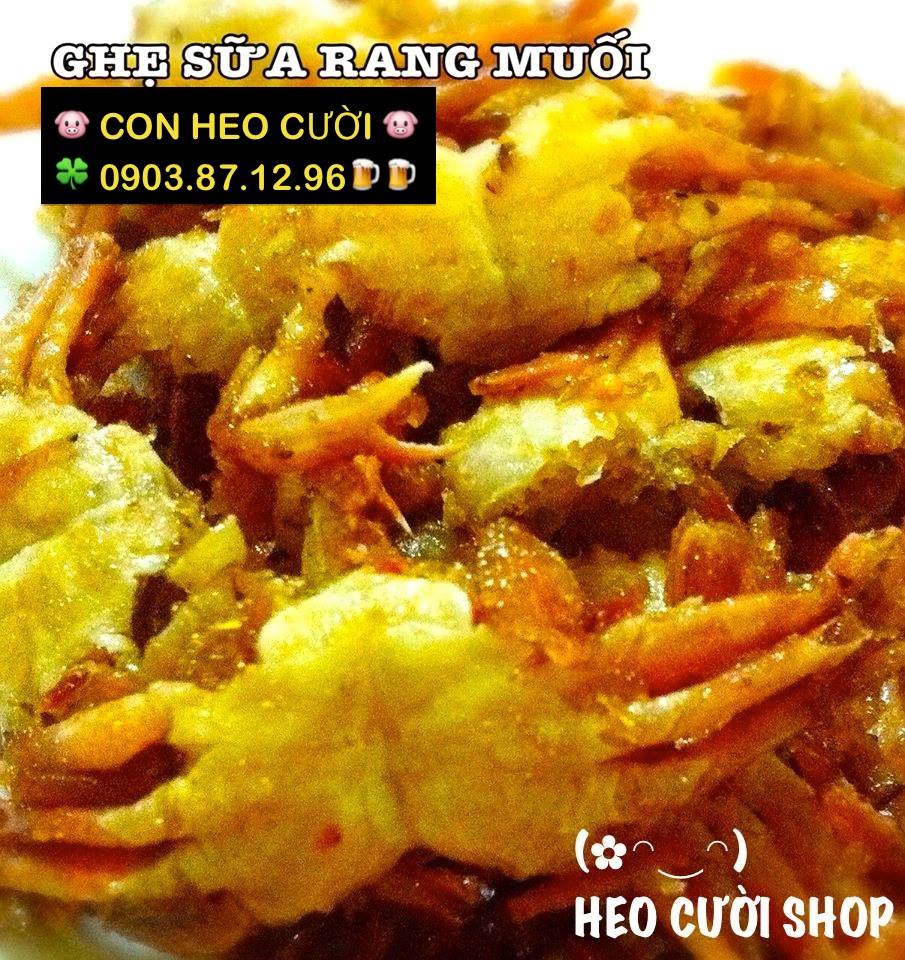 GHẸ SỮA RANG MUỐI
🐷 CON HEO CƯỜI 🐷
🍀 0903.87.12.96🍺🍺
(✿◠‿◠)
HEO CƯỜI SHOP